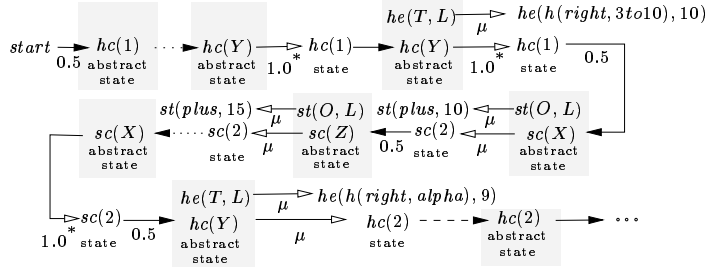 he(T, L) μ he(h(right, 3to10), 10)
start 0.5 hc(1) hc(Y) 1.0* hc(1) hc(Y) 1.0* hc(1) 0.5
abstract state abstract state state abstract state state
st(plus, 15) μ st(O, L) st(plus, 10) μ st(O, L)
sc(X) sc(2) μ sc(Z) 0.5 sc(2) μ sc(X)
abstract state state abstract state state abstract state
he(T, L) μ he(h(right, alpha), 9)
1.0* sc(2) 0.5 hc(Y) μ hc(2) hc(2) ∘∘∘
state abstract state state abstract state